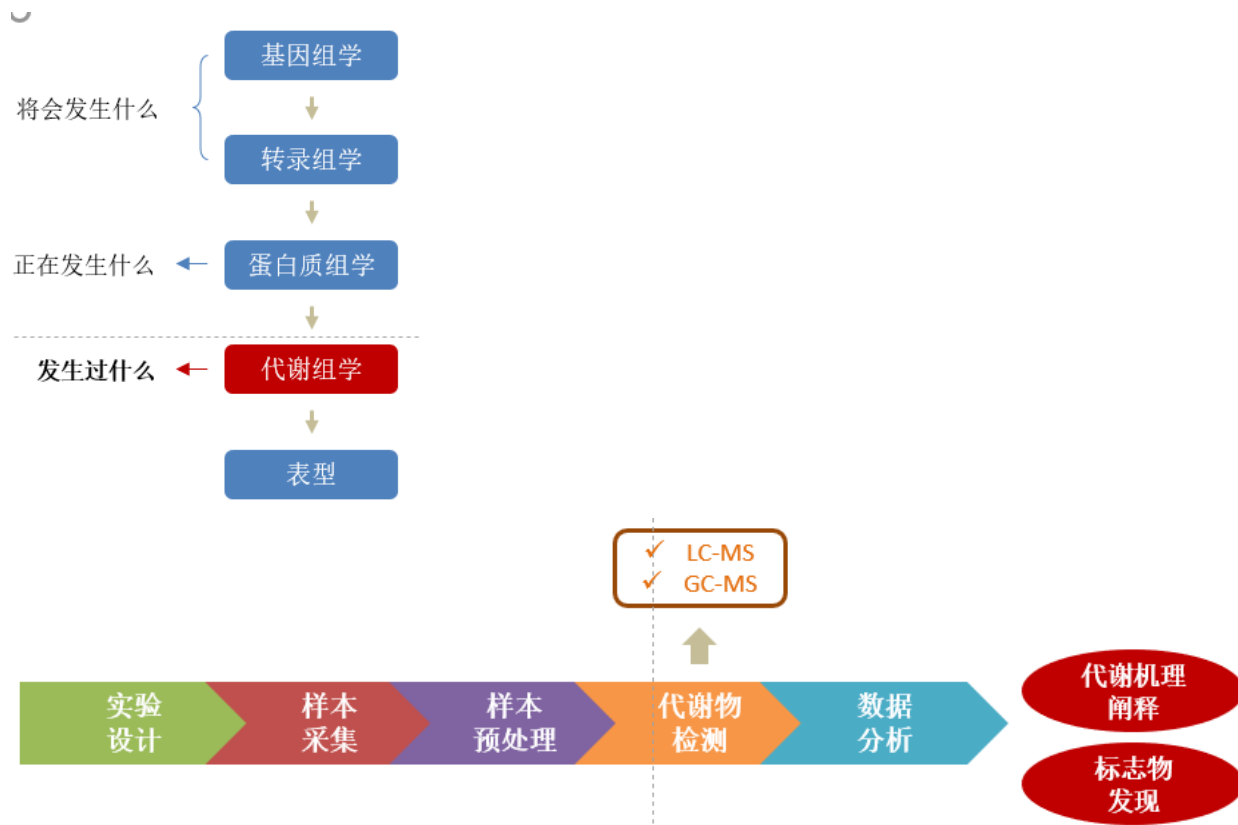 基因组学
将会发生什么
转录组学
正在发生什么
蛋白质组学
发生过什么
代谢组学
表型
✓ LC-MS
✓ GC-MS
实验
设计
样本
采集
样本
预处理
代谢物
检测
数据
分析
代谢机理
阐释
标志物
发现